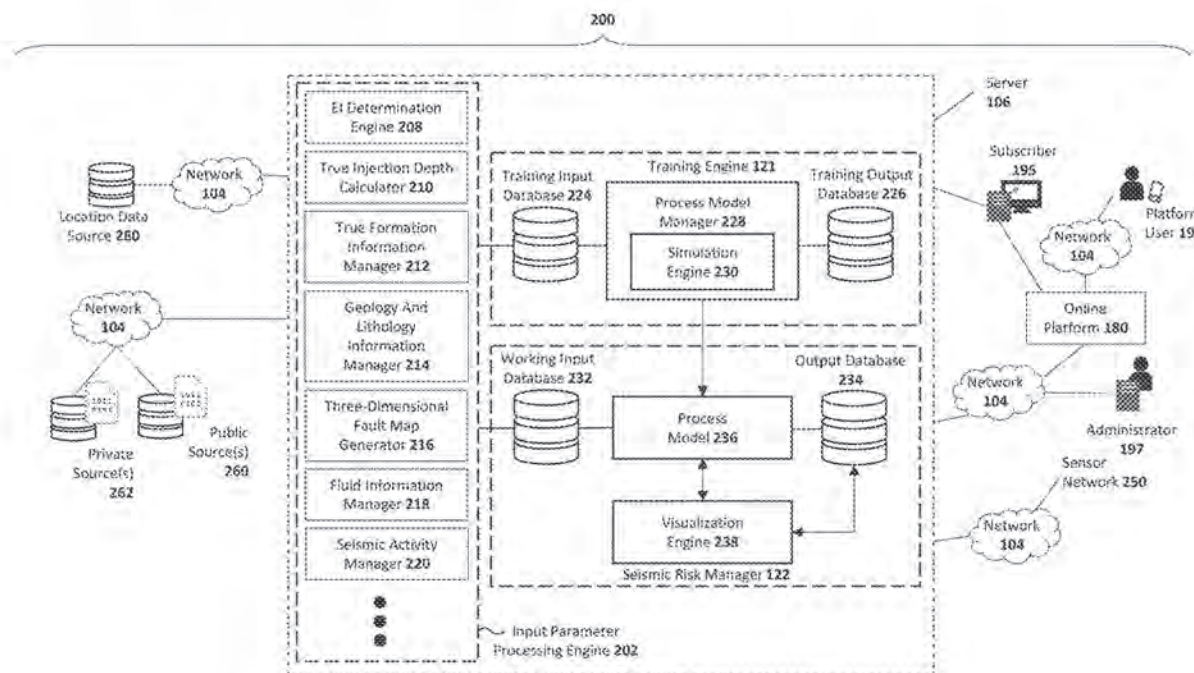 200
EI Determination
Engine 208
True Injection Depth
Calculator 210
True Formation
Information
Manager 212
Geology And
Lithology
Information
Manager 214
Three-Dimensional
Fault Map
Generator 216
Fluid Information
Manager 218
Seismic Activity
Manager 220
Input Parameter
Processing Engine 202
Network
104
Location Data
Source 280
Network
104
Private
Source(s)
262
Public
Source(s)
260
Training Engine 121
Training Input
Database 224
Process Model
Manager 228
Simulation
Engine 230
Training Output
Database 226
Working Input
Database 232
Process
Model 236
Output Database
234
Visualization
Engine 238
Seismic Risk Manager 122
Server
106
Subscriber
195
Platform
User 19
Network
104
Online
Platform 180
Network
104
Administrator
197
Sensor
Network 250
Network
104